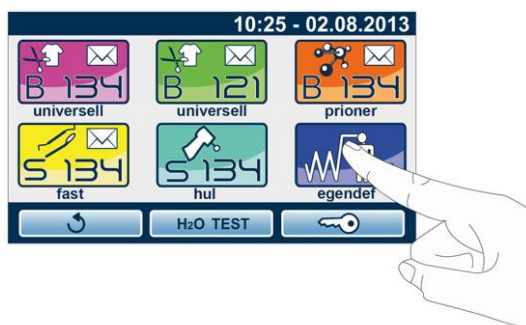 10:25 - 02.08.2013
B 134
B 121
B 134
universell
universell
prioner
S 134
S 134
fast
hul
egendef
H2O TEST